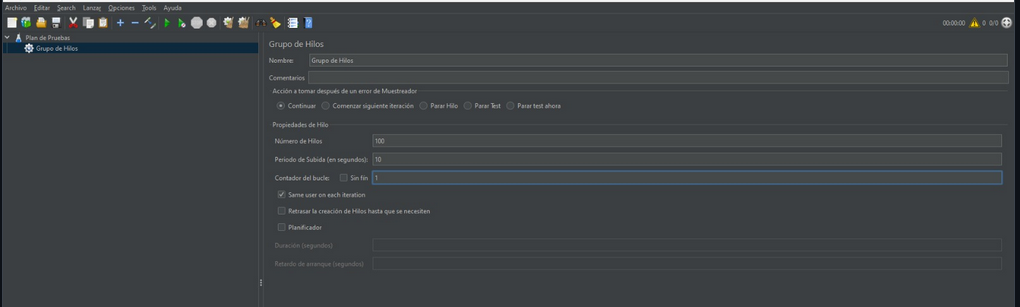 Archivo Editar Search Lanzar Opciones Tools Ayuda
00:00:00 0 0/0
Plan de Pruebas
Grupo de Hilos
Grupo de Hilos
Nombre: Grupo de Hilos
Comentarios
Acción a tomar después de un error de Muestreador
Continuar Comenzar siguiente iteración Parar Hilo Parar Test Parar test ahora
Propiedades de Hilo
Número de Hilos 100
Periodo de Subida (en segundos): 10
Contador del bucle: Sin fin 1
Same user on each iteration
Retrasar la creación de Hilos hasta que se necesiten
Planificador
Duración (segundos)
Retardo de arranque (segundos)